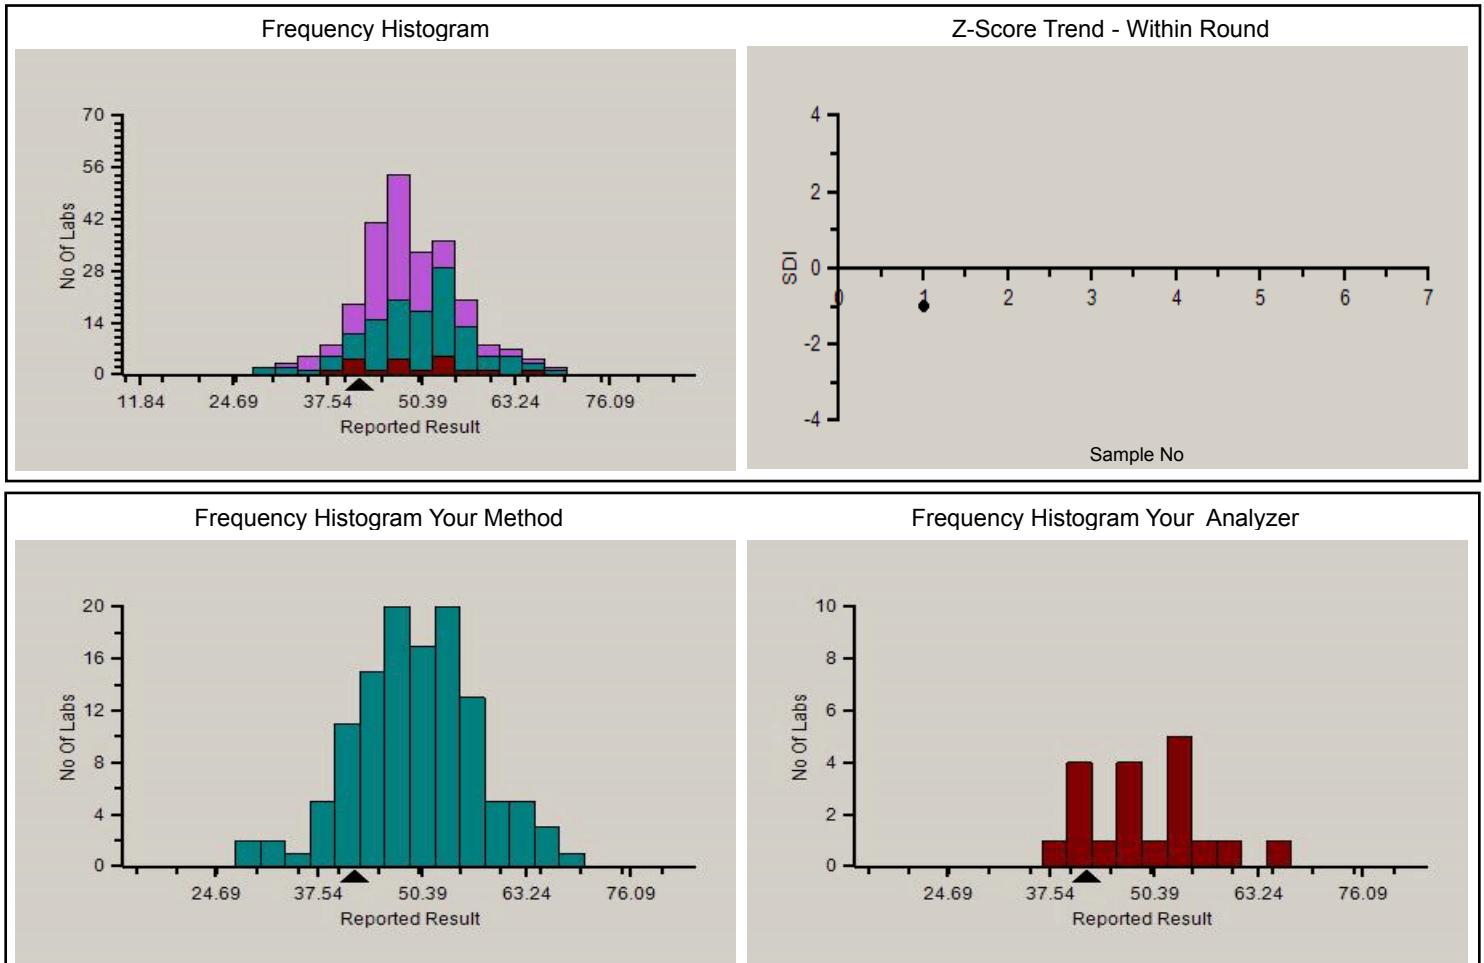 Frequency Histogram
70
56
42
28
14
0
No Of Labs
11.84 24.69 37.54 50.39 63.24 76.09
Reported Result
Z-Score Trend - Within Round
4
2
0
-2
-4
SDI
0 1 2 3 4 5 6 7
Sample No
Frequency Histogram Your Method
20
16
12
8
4
0
No Of Labs
24.69 37.54 50.39 63.24 76.09
Reported Result
Frequency Histogram Your Analyzer
10
8
6
4
2
0
No Of Labs
24.69 37.54 50.39 63.24 76.09
Reported Result